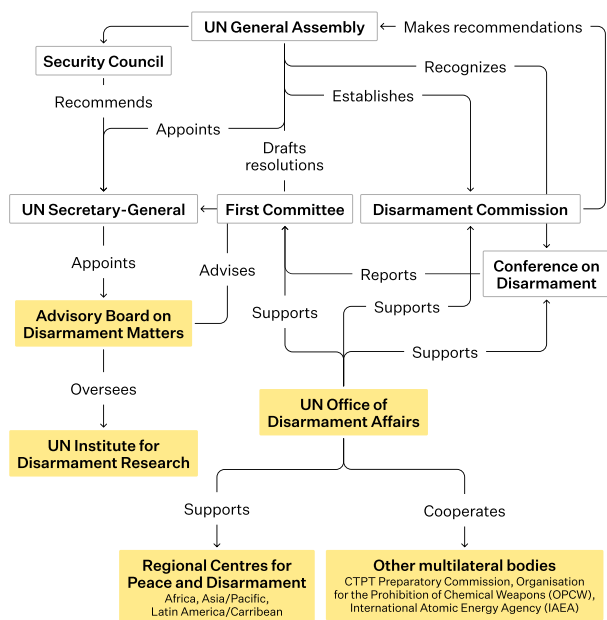 UN General Assembly
Makes recommendations
Security Council
Recognizes
Recommends
Establishes
Appoints
Drafts
resolutions
UN Secretary-General
First Committee
Disarmament Commission
Appoints
Advises
Reports
Conference on
Disarmament
Advisory Board on
Disarmament Matters
Supports
Supports
Supports
Oversees
UN Office of
Disarmament Affairs
UN Institute for
Disarmament Research
Supports
Cooperates
Regional Centres for
Peace and Disarmament
Africa, Asia/Pacific,
Latin America/Carribean
Other multilateral bodies
CTPT Preparatory Commission, Organisation
for the Prohibition of Chemical Weapons (OPCW),
International Atomic Energy Agency (IAEA)